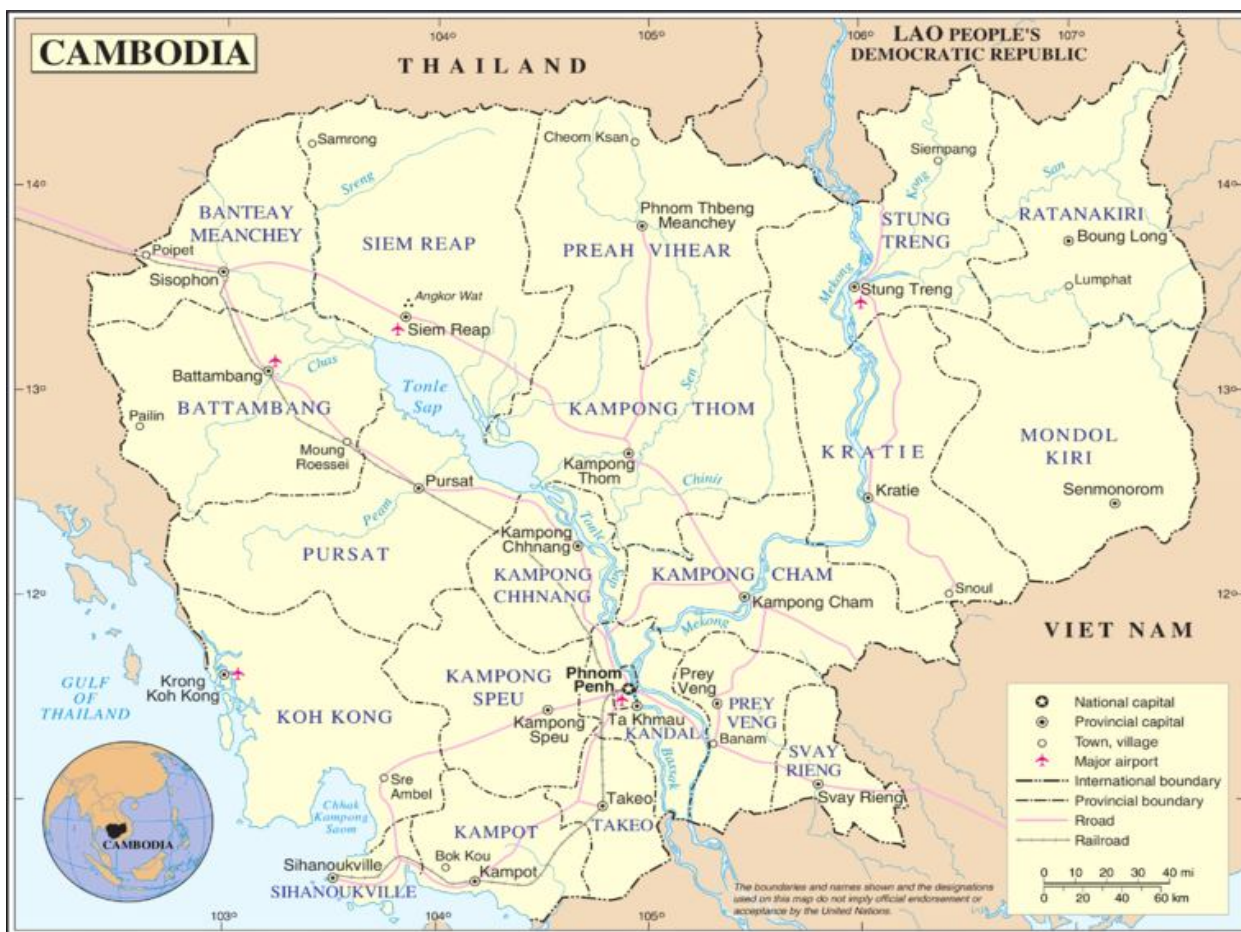 CAMBODIA
104°
105°
106°
107°
THAILAND
LAO PEOPLE'S
DEMOCRATIC REPUBLIC
Samrong
Cheom Ksan
Siempang
Sreng
Kong
San
14°
14°
BANTEAY
MEANCHEY
SIEM REAP
PREAH VIHEAR
Phnom Thbeng
Meanchey
STUNG
TRENG
RATANAKIRI
Boung Long
Poipet
Sisophon
Mekong
Stung Treng
Lumphat
Angkor Wat
Siem Reap
Chas
Battambang
13°
13°
BATTAMBANG
Pailin
Tonle
Sap
Sen
KAMPONG THOM
Moung
Roessei
Kampong
Thom
KRATIE
MONDOL
KIRI
Pursat
Chinit
Kratie
Senmonorom
Peam
Kampong
Chhnang
Tonle
Sap
PURSAT
KAMPONG
CHHNANG
KAMPONG CHAM
Kampong Cham
Snoul
12°
12°
Mekong
VIET NAM
GULF
OF
THAILAND
Krong
Koh Kong
KOH KONG
KAMPONG
SPEU
Phnom
Penh
Prey
Veng
Kampong
Speu
Ta Khmau
KANDAL
PREY
VENG
Banam
Bassak
SVAY
RIENG
Svay Rieng
Sre
Ambel
Chhak
Kampong
Saom
Takeo
TAKEO
KAMPOT
Bok Kou
Kampot
Sihanoukville
SIHANOUKVILLE
CAMBODIA
National capital
Provincial capital
Town, village
Major airport
International boundary
Provincial boundary
Rroad
Railroad
0 10 20 30 40 mi
0 20 40 60 km
The boundaries and names shown and the designations
used on this map do not imply official endorsement or
acceptance by the United Nations.
103°
104°
105°